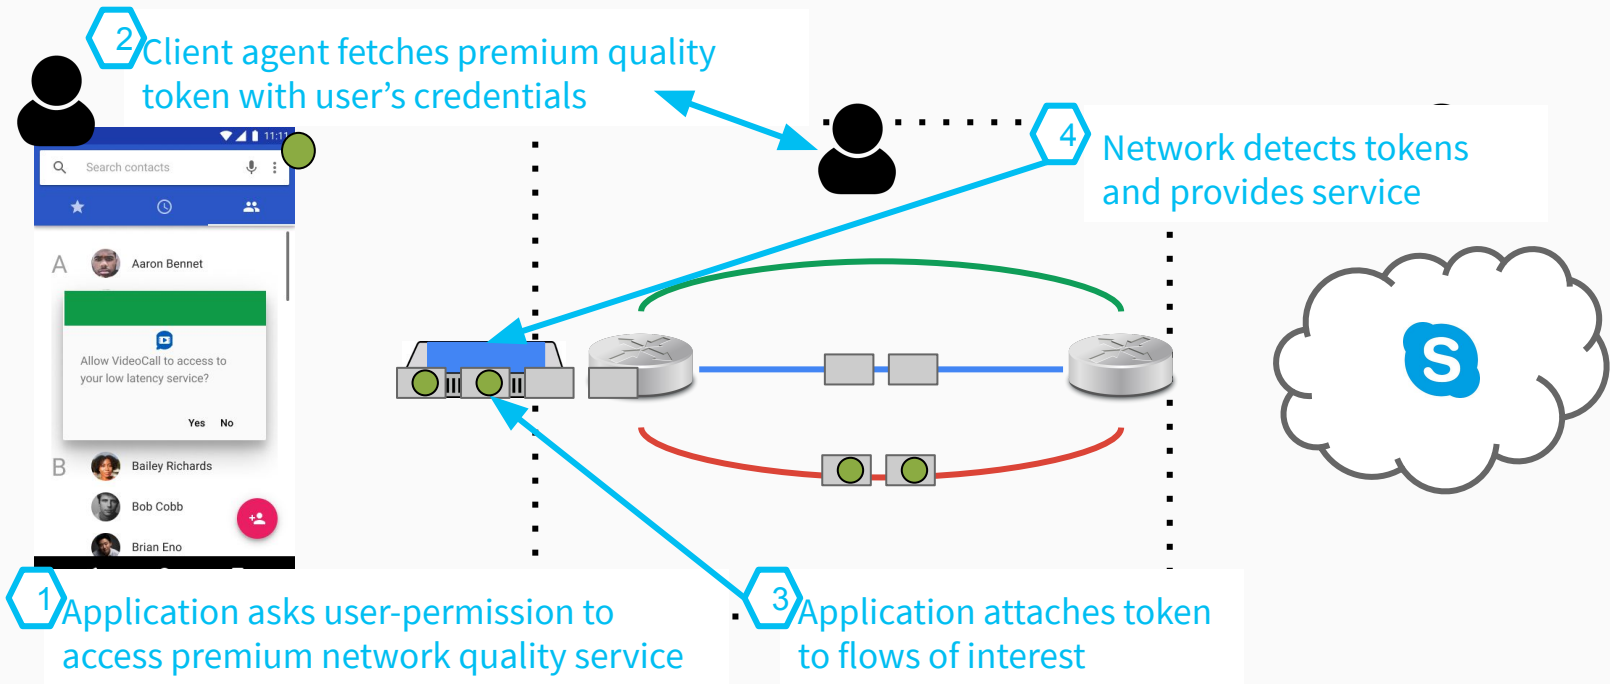 2
Client agent fetches premium quality
token with user's credentials
11:11
Search contacts
4
Network detects tokens
and provides service
A
Aaron Bennet
Allow VideoCall to access to
your low latency service?
Yes No
B
Bailey Richards
Bob Cobb
Brian Eno
S
1
Application asks user-permission to
access premium network quality service
3
Application attaches token
to flows of interest